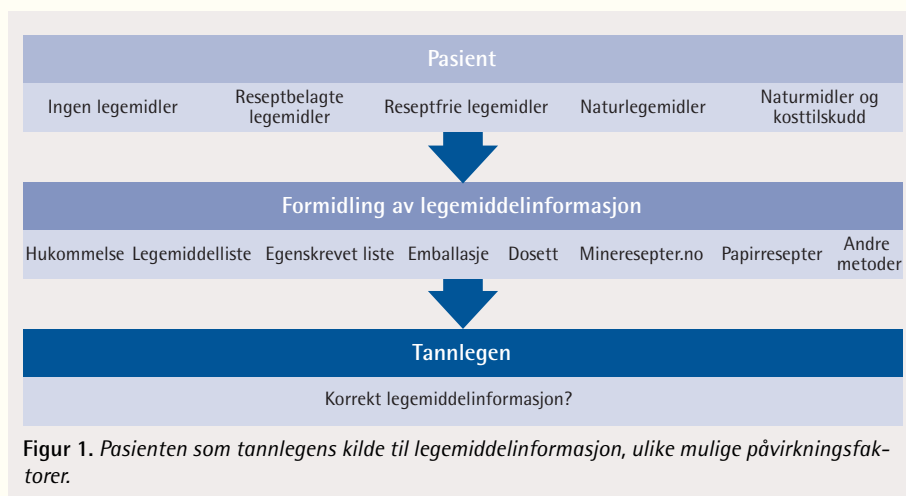 Pasient
Ingen legemidler
Reseptbelagte
legemidler
Reseptfrie legemidler
Naturlegemidler
Naturmidler og
kosttilskudd
Formidling av legemiddelinformasjon
Hukommelse
Legemiddelliste
Egenskrevet liste
Emballasje
Dosett
Mineresepter.no
Papirresepter
Andre
metoder
Tannlegen
Korrekt legemiddelinformasjon?
Figur 1. Pasienten som tannlegens kilde til legemiddelinformasjon, ulike mulige påvirkningsfak-
torer.